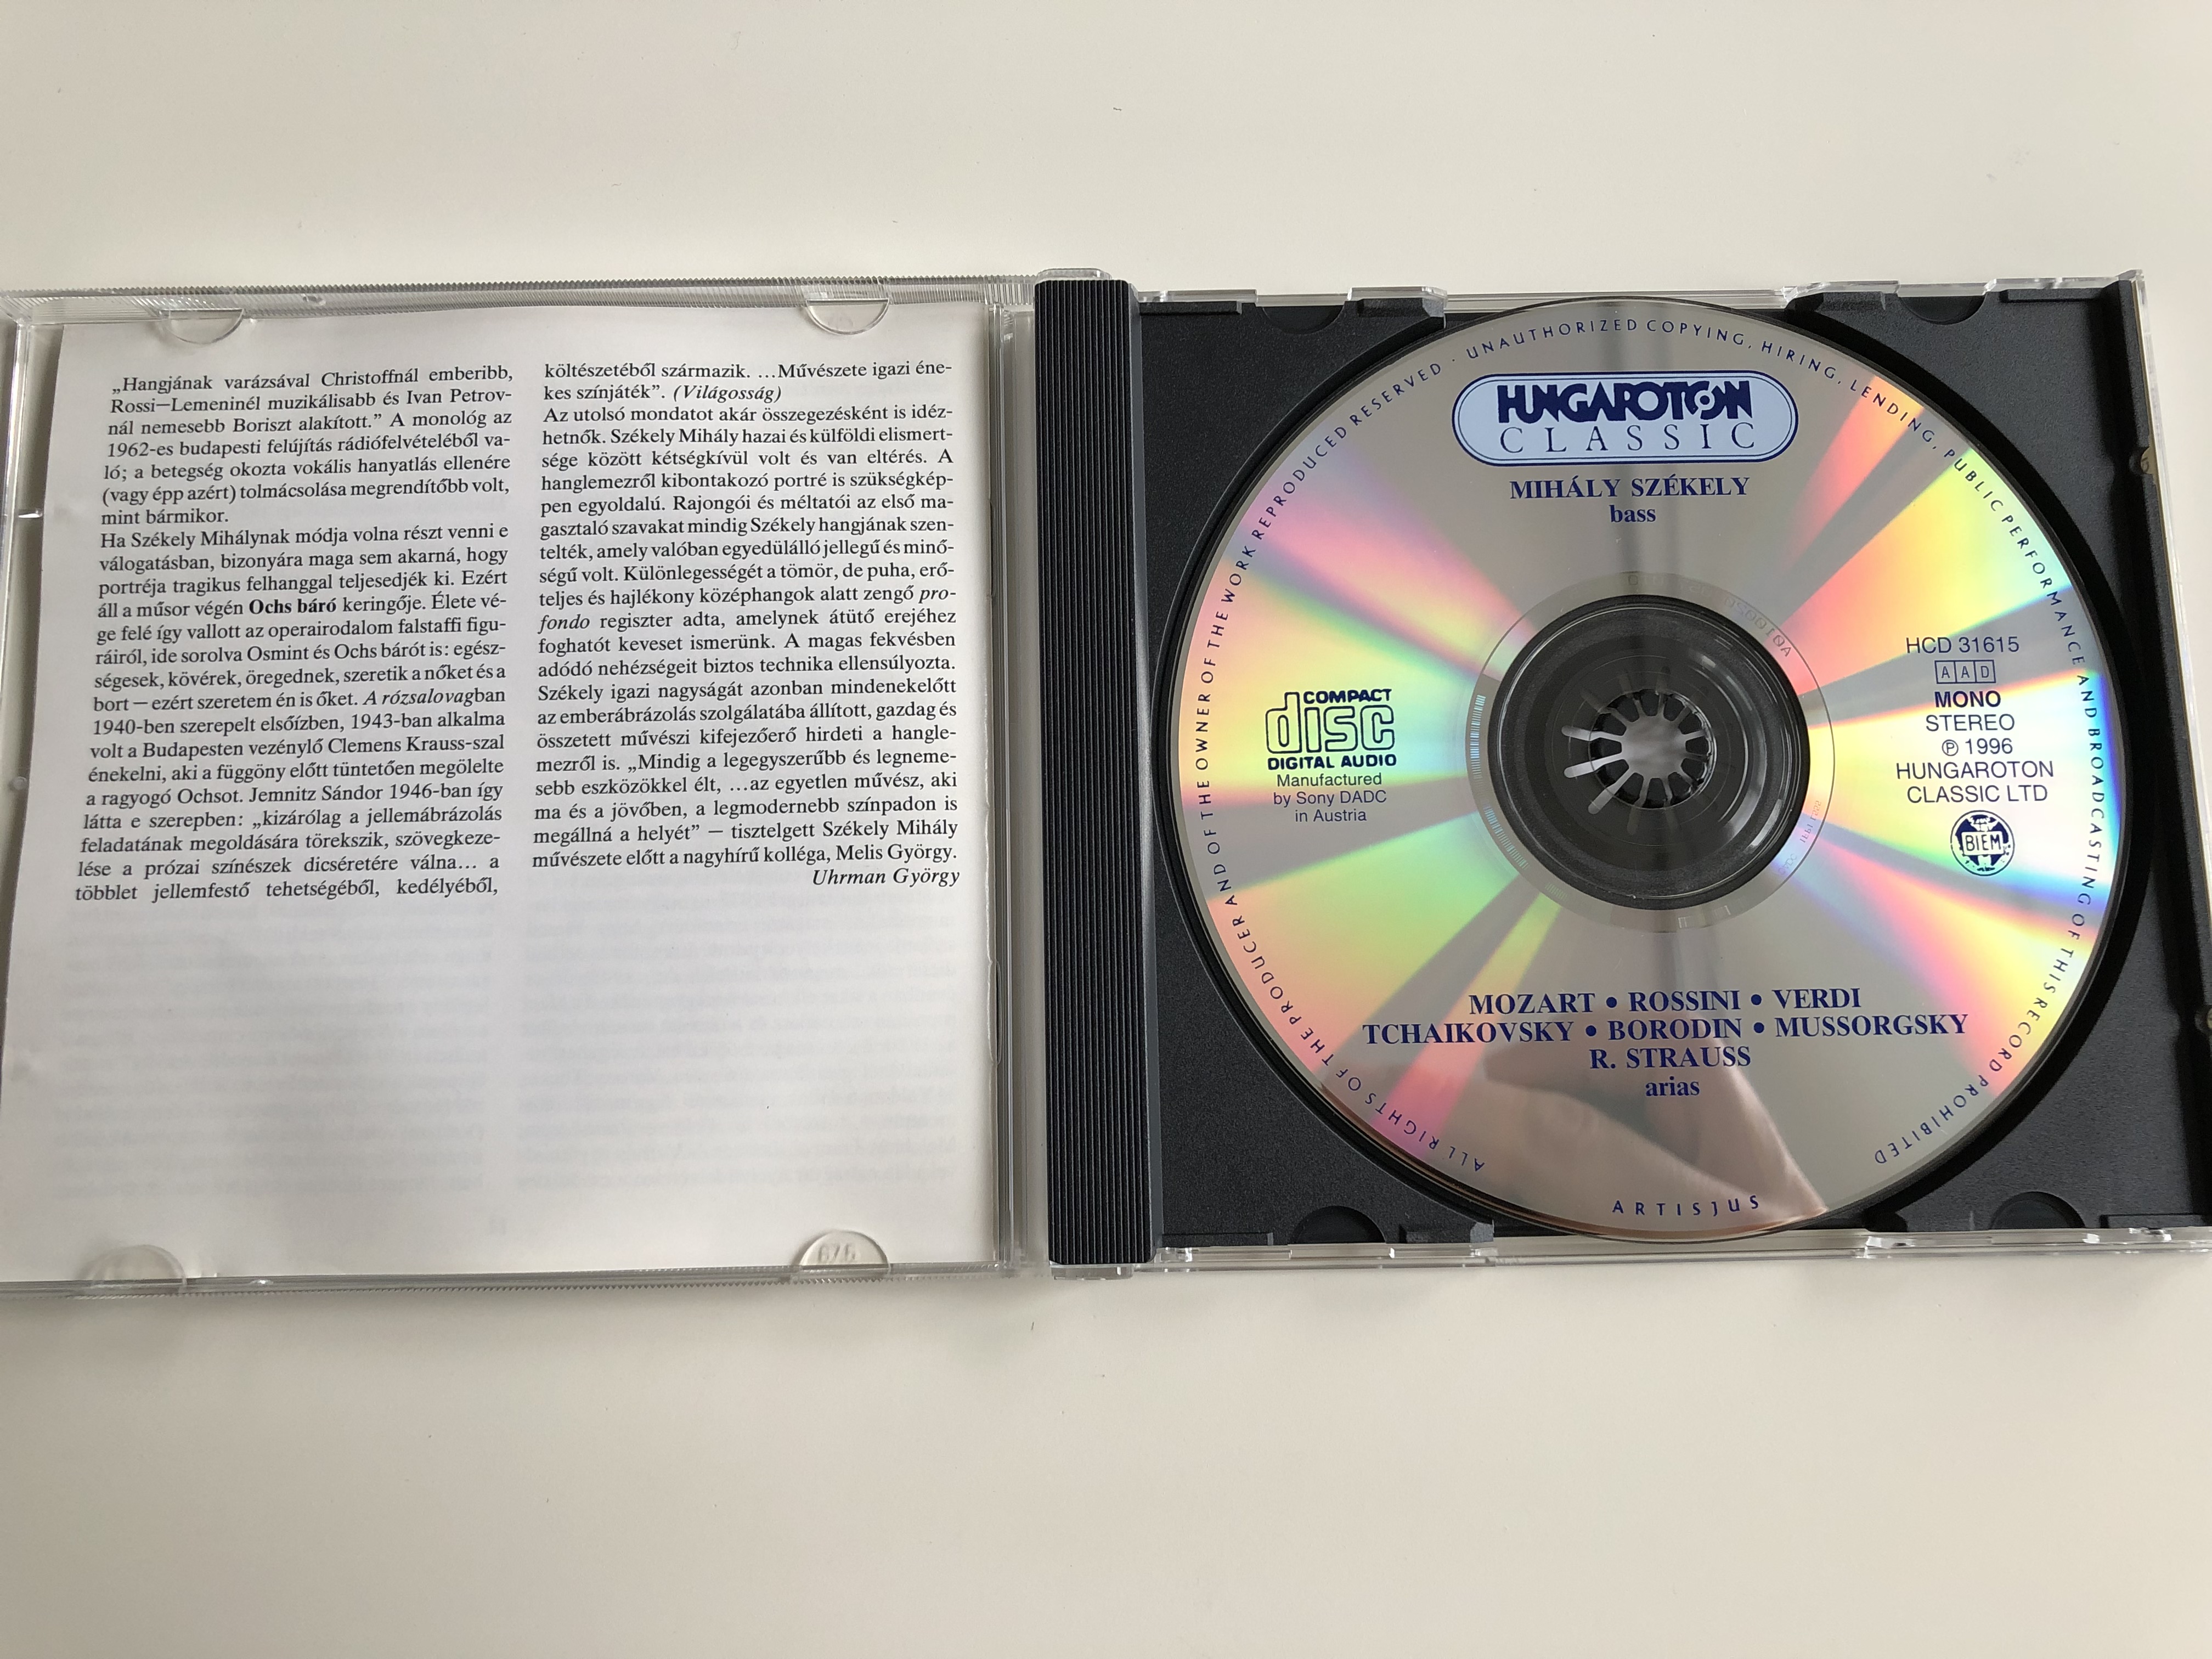 „Hangjának varázsával Christoffnál emberibb,
Rossi—Lemeninél muzikálisabb és Ivan Petrov-
nál nemesebb Boriszt alakított.” A monológ az
1962-es budapesti felújítás rádiófelvételéből va-
ló; a betegség okozta vokális hanyatlás ellenére
(vagy épp azért) tolmácsolása megrendítőbb volt,
mint bármikor.
Ha Székely Mihálynak módja volna részt venni e
válogatásban, bizonyára maga sem akarná, hogy
portréja tragikus felhanggal teljesedjék ki. Ezért
áll a műsor végén Ochs báró keringője. Élete vé-
ge felé így vallott az operairodalom falstaffi figu-
ráiról, ide sorolva Osmint és Ochs bárót is: egész-
ségesek, kövérek, öregednek, szeretik a nőket és a
bort — ezért szeretem én is őket. A rózsalovagban
1940-ben szerepelt elsőízben, 1943-ban alkalma
volt a Budapesten vezénylő Clemens Krauss-szal
énekelni, aki a függöny előtt tüntetően megölelte
a ragyogó Ochsot. Jemnitz Sándor 1946-ban így
látta e szerepben: „kizárólag a jellemábrázolás
feladatának megoldására törekszik, szövegkeze-
lése a prózai színészek dicséretére válna... a
többlet jellemfestő tehetségéből, kedélyéből,
költészetéből származik. ...Művészete igazi éne-
kes színjáték”. (Világosság)
Az utolsó mondatot akár összegezésként is idéz-
hetnők. Székely Mihály hazai és külföldi elismert-
sége között kétségkívül volt és van eltérés. A
hanglemezről kibontakozó portré is szükségkép-
pen egyoldalú. Rajongói és méltatói az első ma-
gasztaló szavakat mindig Székely hangjának szen-
telték, amely valóban egyedülálló jellegű és minő-
ségű volt. Különlegességét a tömör, de puha, erő-
teljes és hajlékony középhangok alatt zengő pro-
fondo regiszter adta, amelynek átütő erejéhez
foghatót keveset ismerünk. A magas fekvésben
adódó nehézségeit biztos technika ellensúlyozta.
Székely igazi nagyságát azonban mindenekelőtt
az emberábrázolás szolgálatába állított, gazdag és
összetett művészi kifejezőerő hirdeti a hangle-
mezről is. „Mindig a legegyszerűbb és legneme-
sebb eszközökkel élt, ...az egyetlen művész, aki
ma és a jövőben, a legmodernebb színpadon is
megállná a helyét” — tisztelgett Székely Mihály
művészete előtt a nagyhírű kolléga, Melis György.
Uhrman György
676
HUNGAROTON
CLASSIC
MIHÁLY SZÉKELY
bass
COMPACT
disc
DIGITAL AUDIO
Manufactured
by Sony DADC
in Austria
HCD 31615
AAD
MONO
STEREO
℗ 1996
HUNGAROTON
CLASSIC LTD
BIEM
MOZART • ROSSINI • VERDI
TCHAIKOVSKY • BORODIN • MUSSORGSKY
R. STRAUSS
arias
ALL RIGHTS OF THE PRODUCER AND OF THE OWNER OF THE WORK REPRODUCED RESERVED · UNAUTHORIZED COPYING, HIRING, LENDING, PUBLIC PERFORMANCE AND BROADCASTING OF THIS RECORD PROHIBITED
ARTISJUS